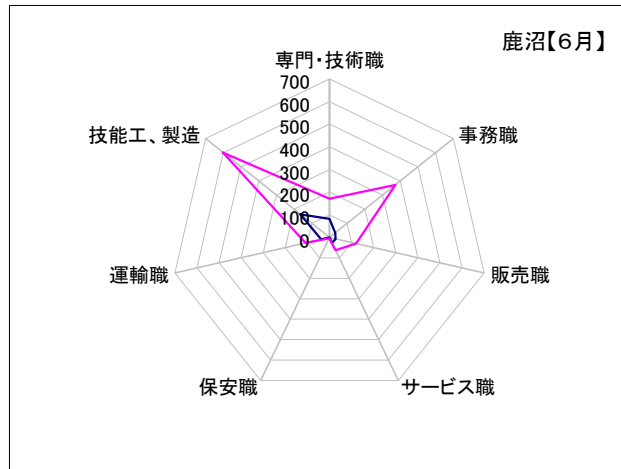 鹿沼【6月】
専門・技術職
700
600
500
400
300
200
100
0
事務職
販売職
サービス職
保安職
運輸職
技能工、製造